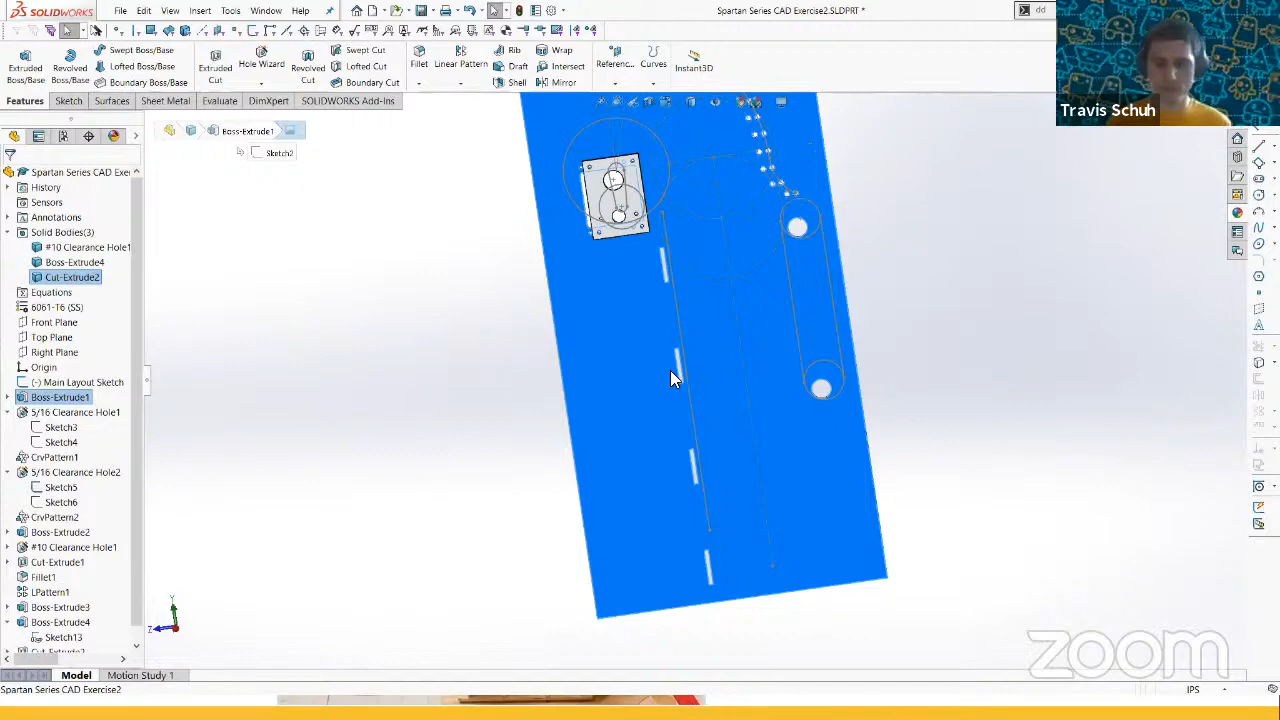 SOLIDWORKS
File Edit View Insert Tools Window Help
Spartan Series CAD Exercise2.SLDPRT *
dd
Travis Schuh
Extruded Boss/Base
Revolved Boss/Base
Swept Boss/Base
Lofted Boss/Base
Boundary Boss/Base
Extruded Cut
Hole Wizard
Revolved Cut
Swept Cut
Lofted Cut
Boundary Cut
Fillet
Linear Pattern
Rib
Draft
Shell
Wrap
Intersect
Mirror
Referenc...
Curves
Instant3D
Features Sketch Surfaces Sheet Metal Evaluate DimXpert SOLIDWORKS Add-Ins
Boss-Extrude1
Sketch2
Spartan Series CAD Exercise2
History
Sensors
Annotations
Solid Bodies(3)
#10 Clearance Hole1
Boss-Extrude4
Cut-Extrude2
Equations
6061-T6 (SS)
Front Plane
Top Plane
Right Plane
Origin
(-) Main Layout Sketch
Boss-Extrude1
5/16 Clearance Hole1
Sketch3
Sketch4
CrvPattern1
5/16 Clearance Hole2
Sketch5
Sketch6
CrvPattern2
Boss-Extrude2
#10 Clearance Hole1
Cut-Extrude1
Fillet1
LPattern1
Boss-Extrude3
Boss-Extrude4
Sketch13
Cut-Extrude2
Y
Z
Model Motion Study 1
Spartan Series CAD Exercise2
IPS
zoom